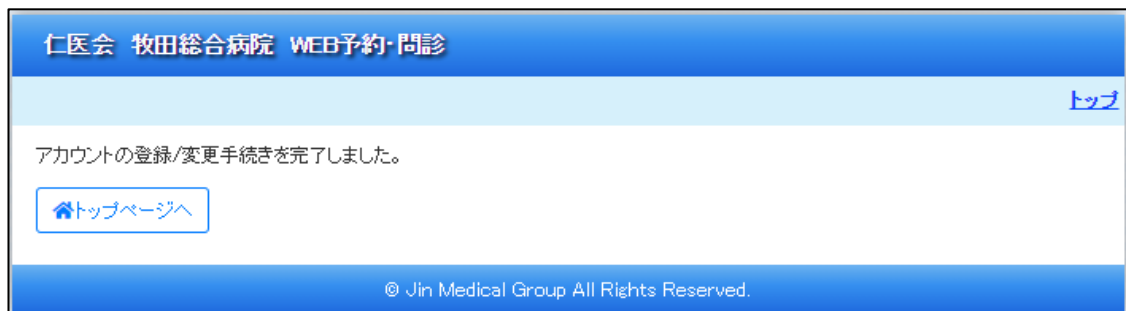 仁医会 牧田総合病院 WEB予約・問診
トップ
アカウントの登録/変更手続きを完了しました。
トップページへ
© Jin Medical Group All Rights Reserved.